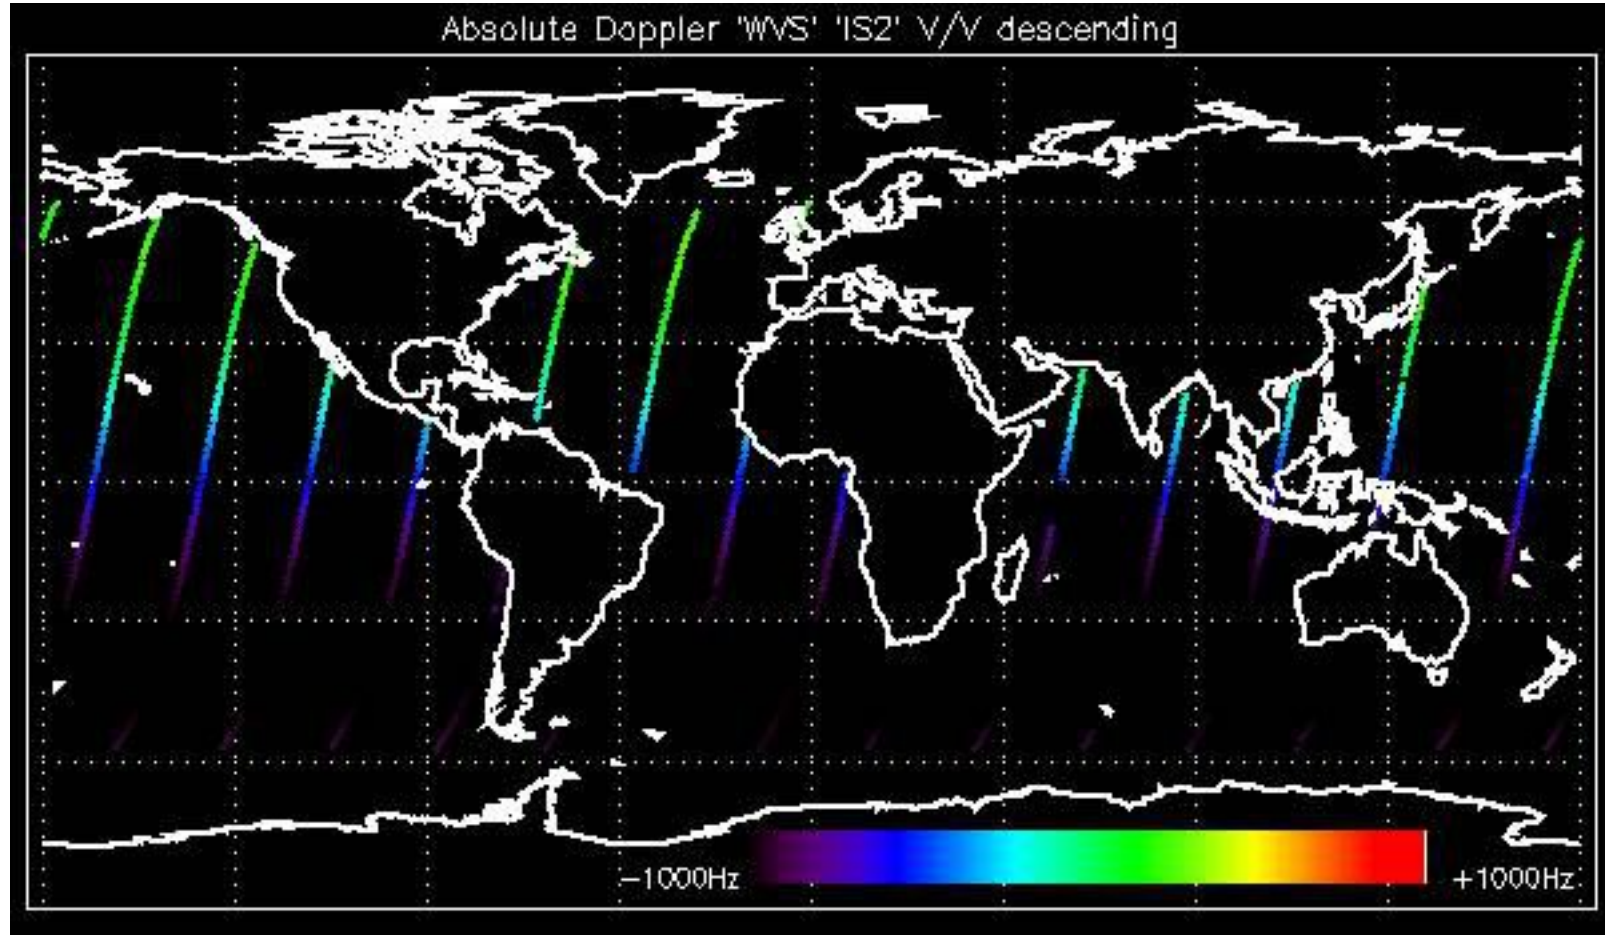 Absolute Doppler 'WVS' 'IS2' V/V descending
-1000Hz
+1000Hz